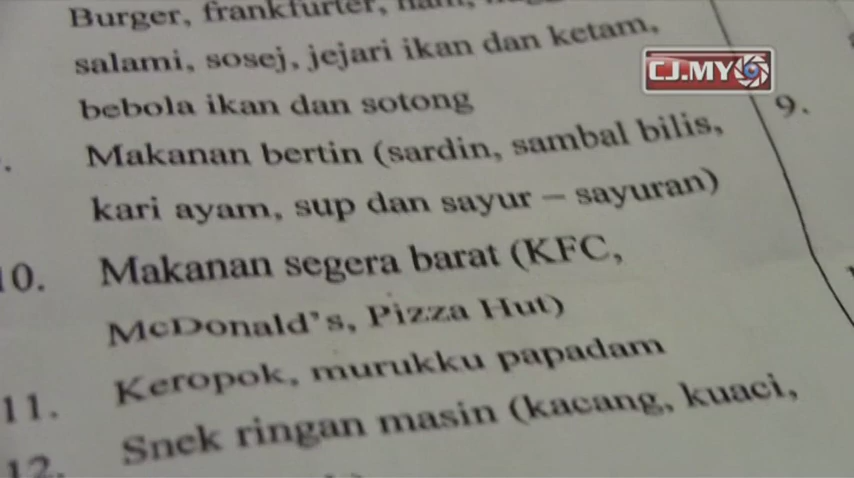 Burger, frankfurter,
salami, sosej, jejari ikan dan ketam,
bebola ikan dan sotong
CJ.MY
9.
. Makanan bertin (sardin, sambal bilis,
kari ayam, sup dan sayur – sayuran)
10. Makanan segera barat (KFC,
McDonald's, Pizza Hut)
11. Keropok, murukku papadam
12. Snek ringan masin (kacang, kuaci,